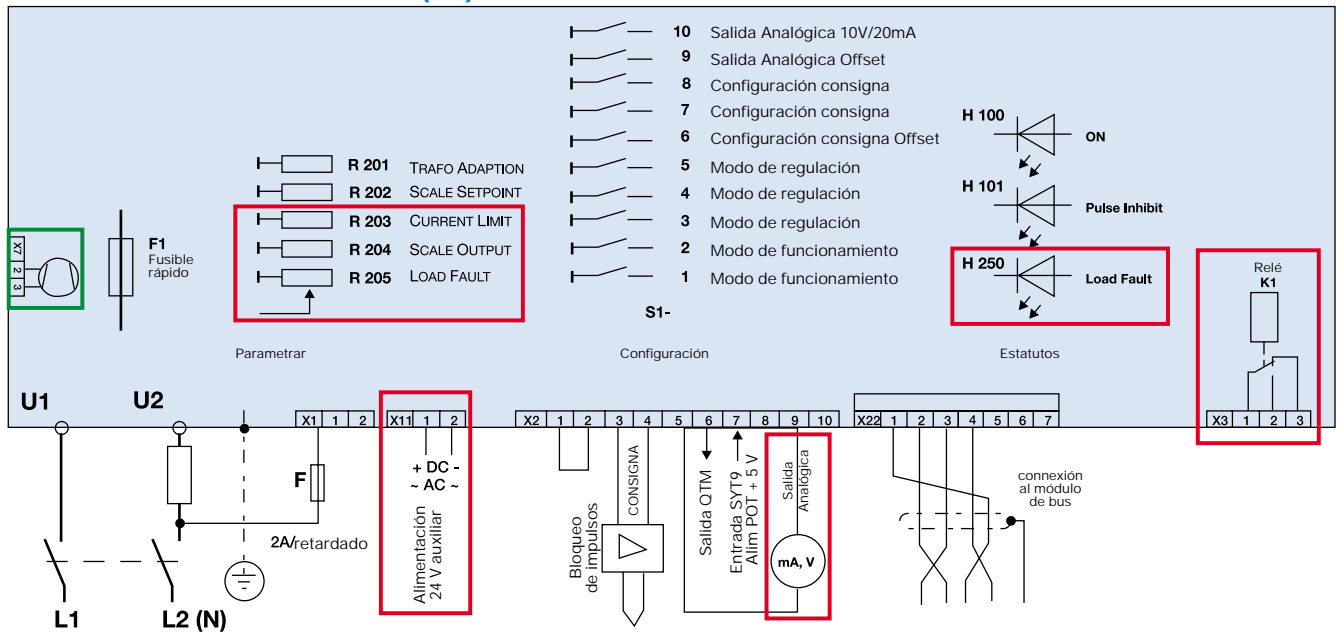 10 Salida Analógica 10V/20mA
9 Salida Analógica Offset
8 Configuración consigna
7 Configuración consigna
6 Configuración consigna Offset
5 Modo de regulación
4 Modo de regulación
3 Modo de regulación
2 Modo de funcionamiento
1 Modo de funcionamiento
S1-
R 201 TRAFO ADAPTION
R 202 SCALE SETPOINT
R 203 CURRENT LIMIT
R 204 SCALE OUTPUT
R 205 LOAD FAULT
X7 2 3
F1
Fusible
rápido
H 100
ON
H 101
Pulse Inhibit
H 250
Load Fault
Relé
K1
Parametrar
Configuración
Estatutos
U1
U2
X1 1 2
X11 1 2
X2 1 2 3 4 5 6 7 8 9 10
X22 1 2 3 4 5 6 7
X3 1 2 3
F
2A/retardado
+ DC -
~ AC ~
Alimentación
24 V auxiliar
Bloqueo
de impulsos
CONSIGNA
Salida QTM
Entrada SYT9
Alim POT + 5 V
Salida
Analógica
mA, V
connexión
al módulo
de bus
L1
L2 (N)